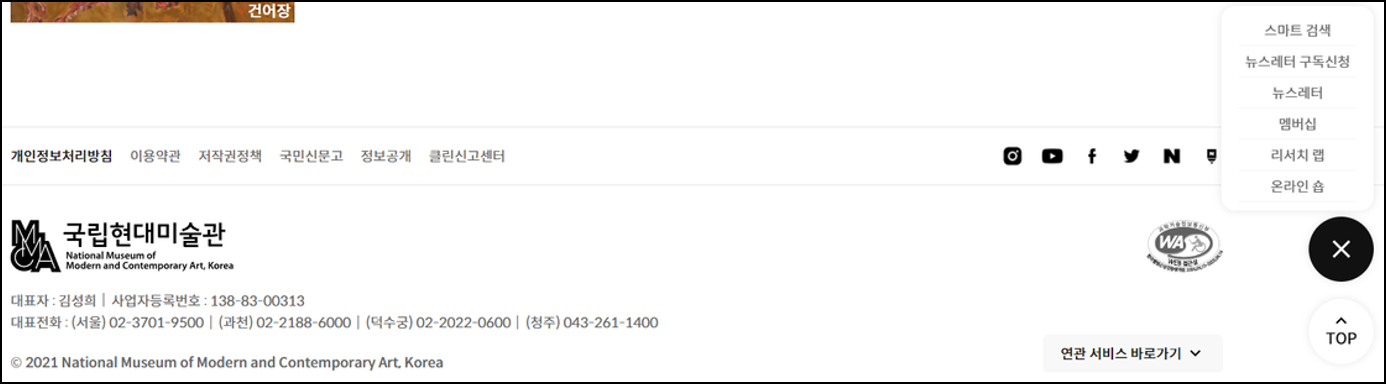 건어장
스마트 검색
뉴스레터 구독신청
뉴스레터
멤버십
리서치 랩
온라인 숍
개인정보처리방침 이용약관 저작권정책 국민신문고 정보공개 클린신고센터
MMCA 국립현대미술관
National Museum of
Modern and Contemporary Art, Korea
WA
WEB 접근성
대표자 : 김성희 | 사업자등록번호 : 138-83-00313
대표전화 : (서울) 02-3701-9500 | (과천) 02-2188-6000 | (덕수궁) 02-2022-0600 | (청주) 043-261-1400
연관 서비스 바로가기
TOP
© 2021 National Museum of Modern and Contemporary Art, Korea